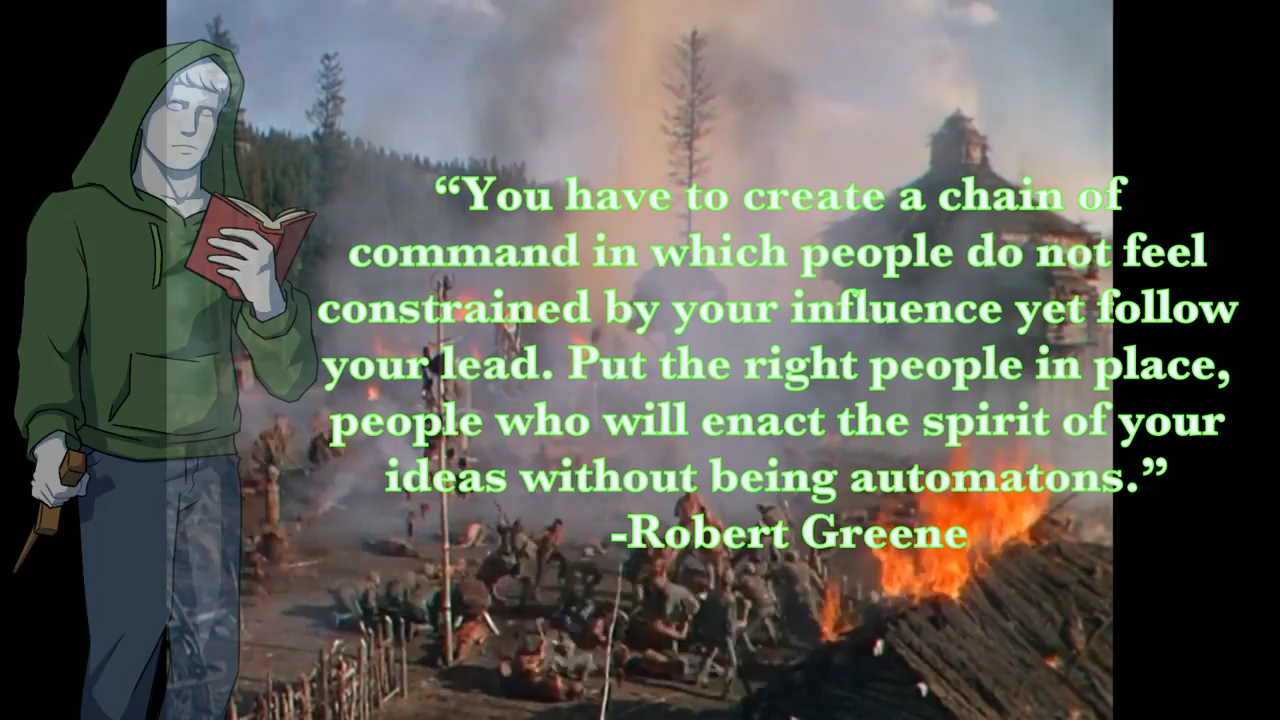 “You have to create a chain of
command in which people do not feel
constrained by your influence yet follow
your lead. Put the right people in place,
people who will enact the spirit of your
ideas without being automatons.”
-Robert Greene